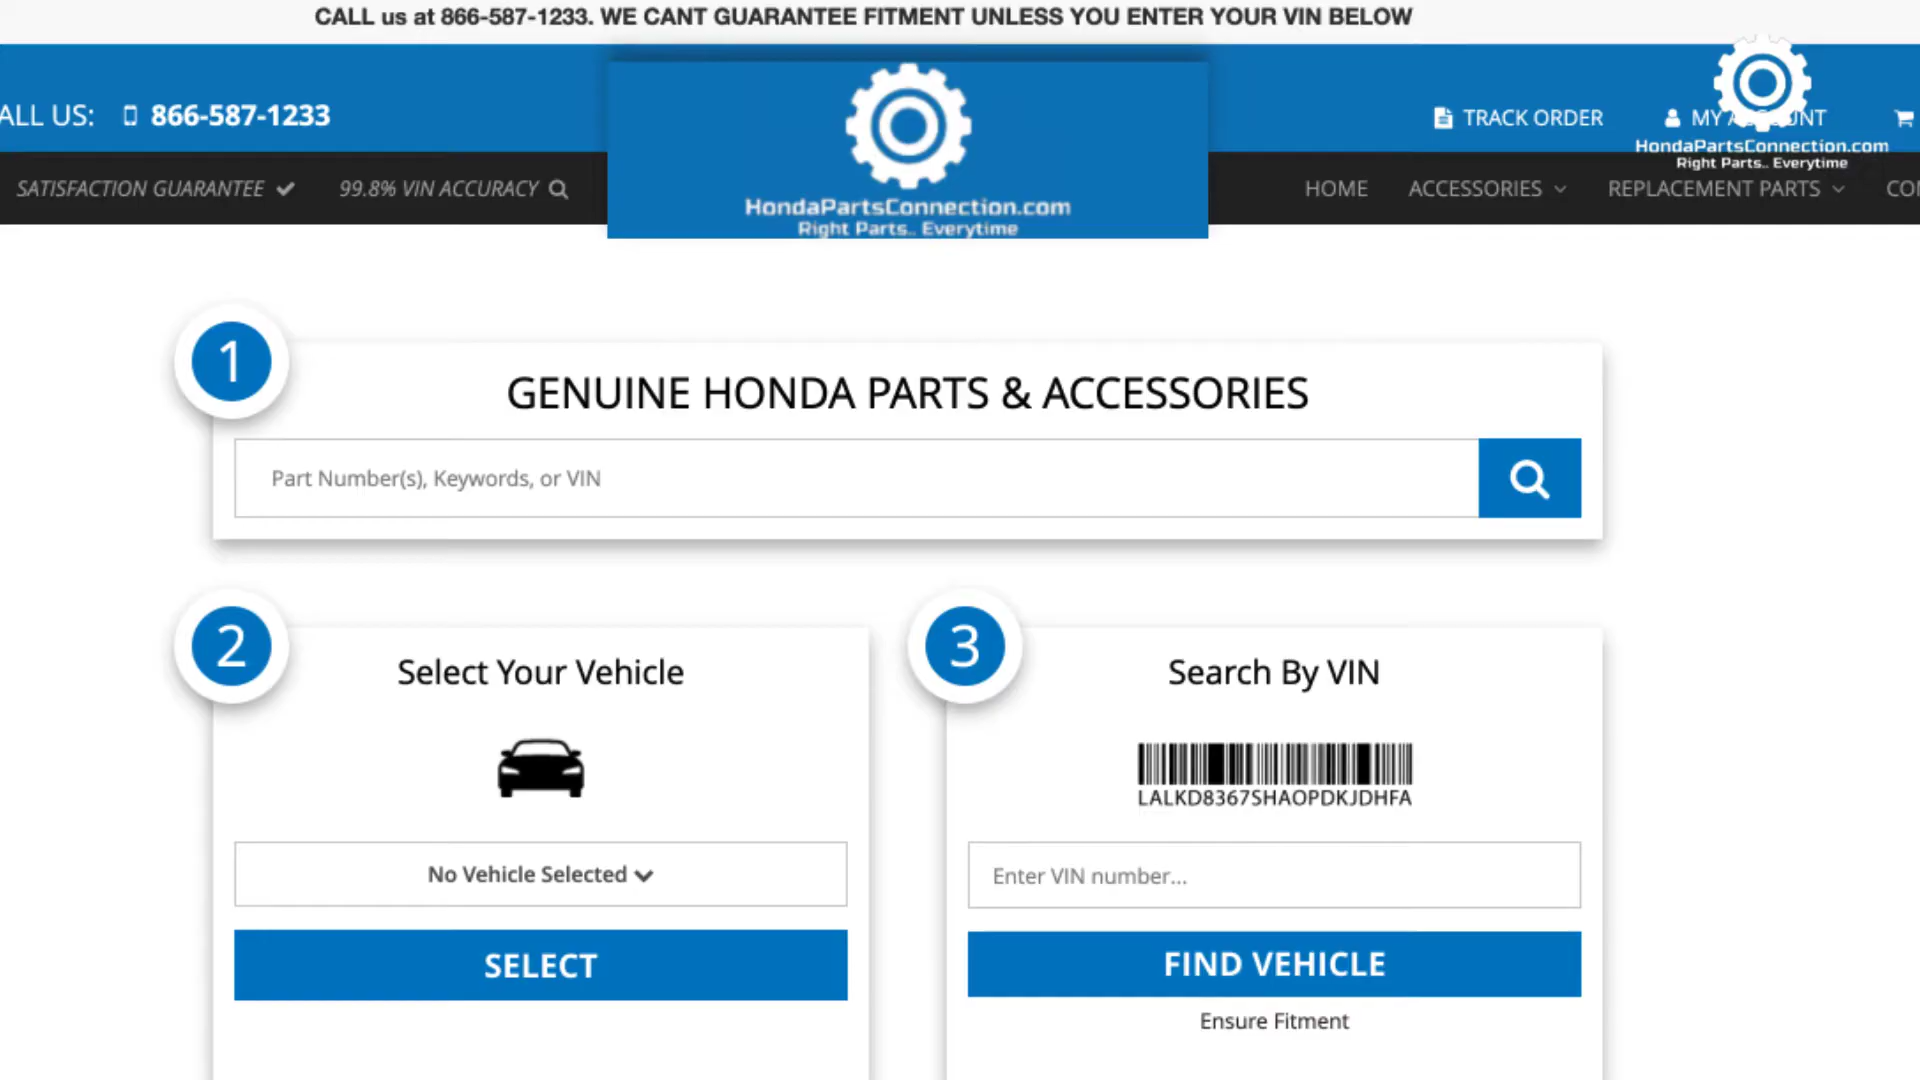 CALL us at 866-587-1233. WE CANT GUARANTEE FITMENT UNLESS YOU ENTER YOUR VIN BELOW
ALL US: 866-587-1233
TRACK ORDER
MY
HondaPartsConnection.com
Right Parts.. Everytime
SATISFACTION GUARANTEE
99.8% VIN ACCURACY
HondaPartsConnection.com
Right Parts.. Everytime
HOME
ACCESSORIES
REPLACEMENT PARTS
1
GENUINE HONDA PARTS & ACCESSORIES
Part Number(s), Keywords, or VIN
2
Select Your Vehicle
No Vehicle Selected
SELECT
3
Search By VIN
LALKD8367SHAOPDKJDHFA
Enter VIN number...
FIND VEHICLE
Ensure Fitment